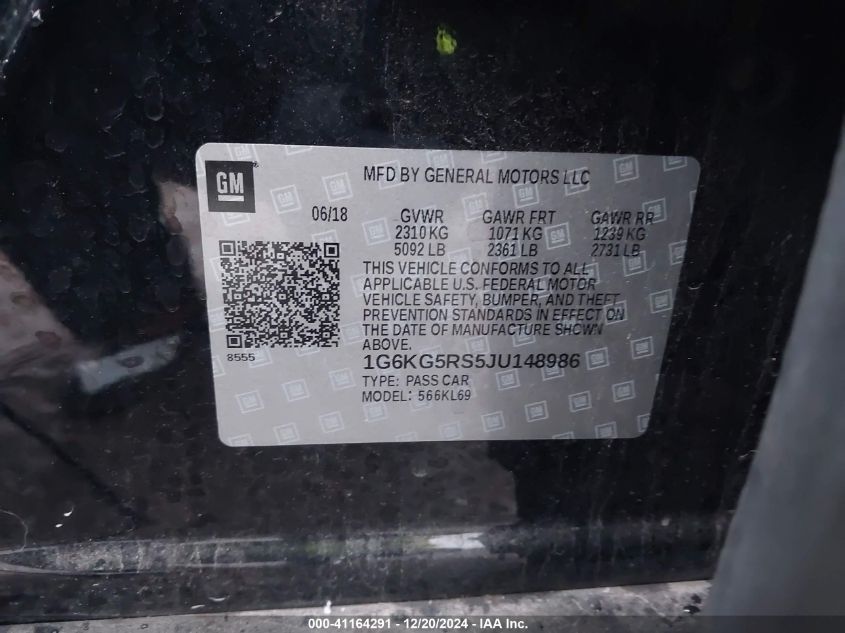 GM
MFD BY GENERAL MOTORS LLC
06/18 GVWR GAWR FRT GAWR RR
2310 KG 1071 KG 1239 KG
5092 LB 2361 LB 2731 LB
THIS VEHICLE CONFORMS TO ALL
APPLICABLE U.S. FEDERAL MOTOR
VEHICLE SAFETY, BUMPER, AND THEFT
PREVENTION STANDARDS IN EFFECT ON
THE DATE OF MANUFACTURE SHOWN
ABOVE.
8555
1G6KG5RS5JU148986
TYPE: PASS CAR
MODEL: 566KL69
000-41164291 - 12/20/2024 - IAA Inc.